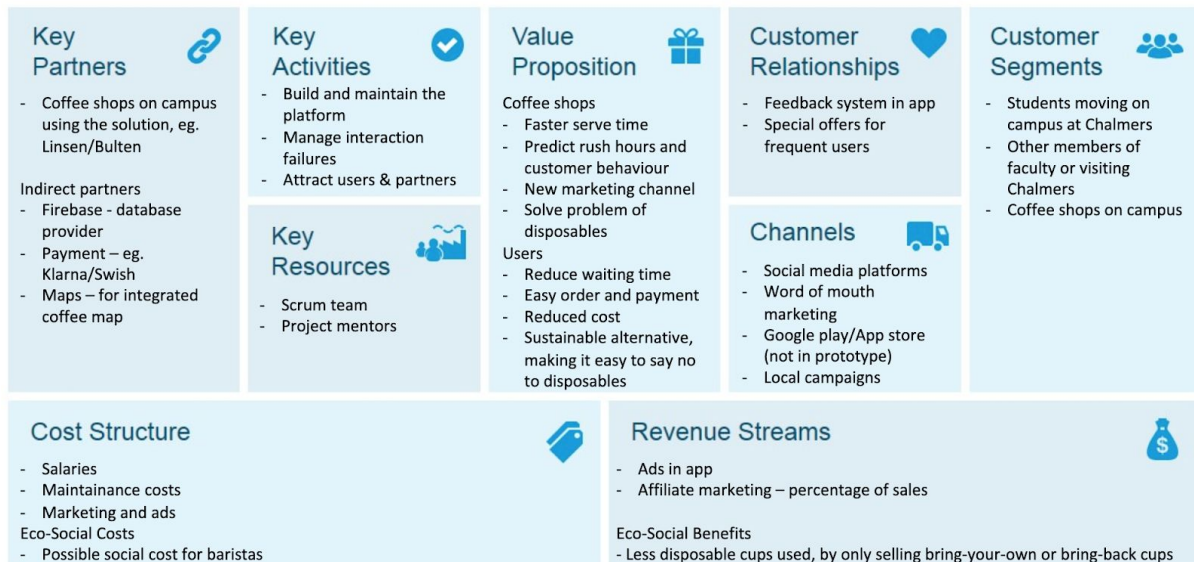 Key
Partners
- Coffee shops on campus
using the solution, eg.
Linsen/Bulten
Indirect partners
- Firebase - database
provider
- Payment – eg.
Klarna/Swish
- Maps – for integrated
coffee map
Key
Activities
- Build and maintain the
platform
- Manage interaction
failures
- Attract users & partners
Key
Resources
- Scrum team
- Project mentors
Value
Proposition
Coffee shops
- Faster serve time
- Predict rush hours and
customer behaviour
- New marketing channel
- Solve problem of
disposables
Users
- Reduce waiting time
- Easy order and payment
- Reduced cost
- Sustainable alternative,
making it easy to say no
to disposables
Customer
Relationships
- Feedback system in app
- Special offers for
frequent users
Channels
- Social media platforms
- Word of mouth
marketing
- Google play/App store
(not in prototype)
- Local campaigns
Customer
Segments
- Students moving on
campus at Chalmers
- Other members of
faculty or visiting
Chalmers
- Coffee shops on campus
Cost Structure
- Salaries
- Maintainance costs
- Marketing and ads
Eco-Social Costs
- Possible social cost for baristas
Revenue Streams
$
- Ads in app
- Affiliate marketing – percentage of sales
Eco-Social Benefits
- Less disposable cups used, by only selling bring-your-own or bring-back cups